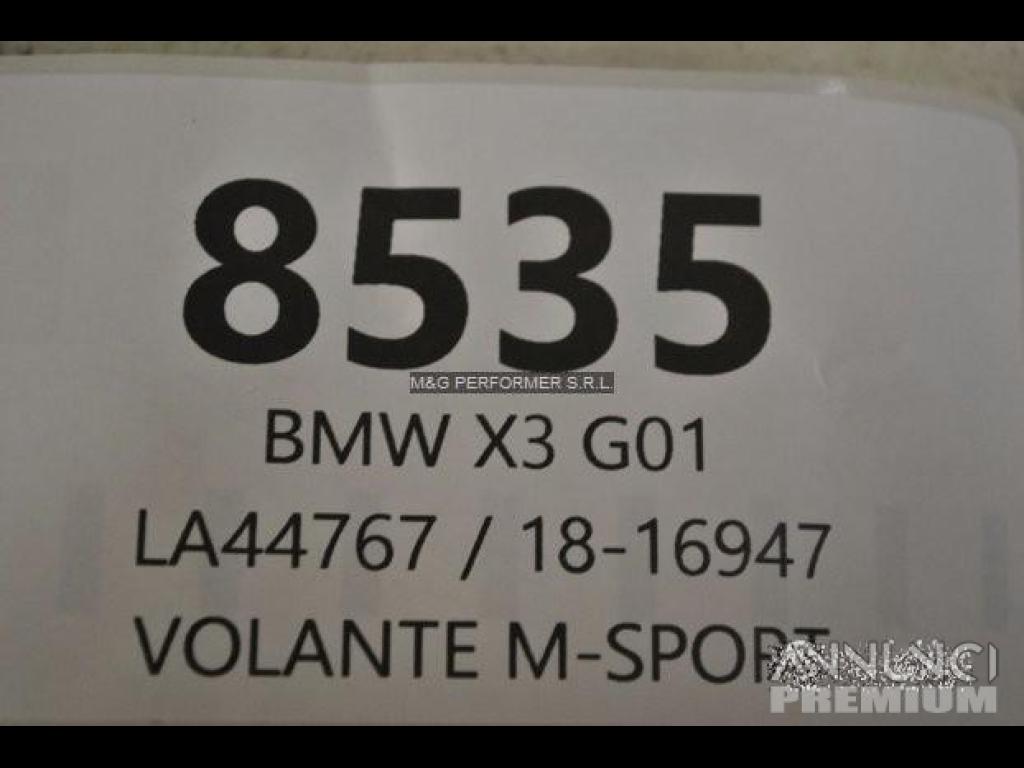 8535
M&G PERFORMER S.R.L.
BMW X3 G01
LA44767 / 18-16947
VOLANTE M-SPORT
ANNUNCI
PREMIUM